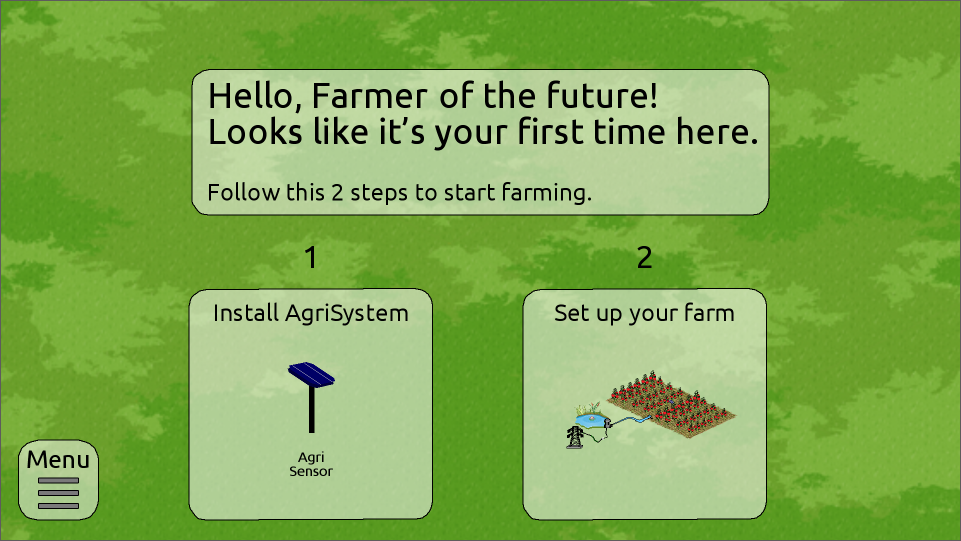 Hello, Farmer of the future!
Looks like it’s your first time here.
Follow this 2 steps to start farming.
1
2
Install AgriSystem
Set up your farm
Agri
Sensor
Menu